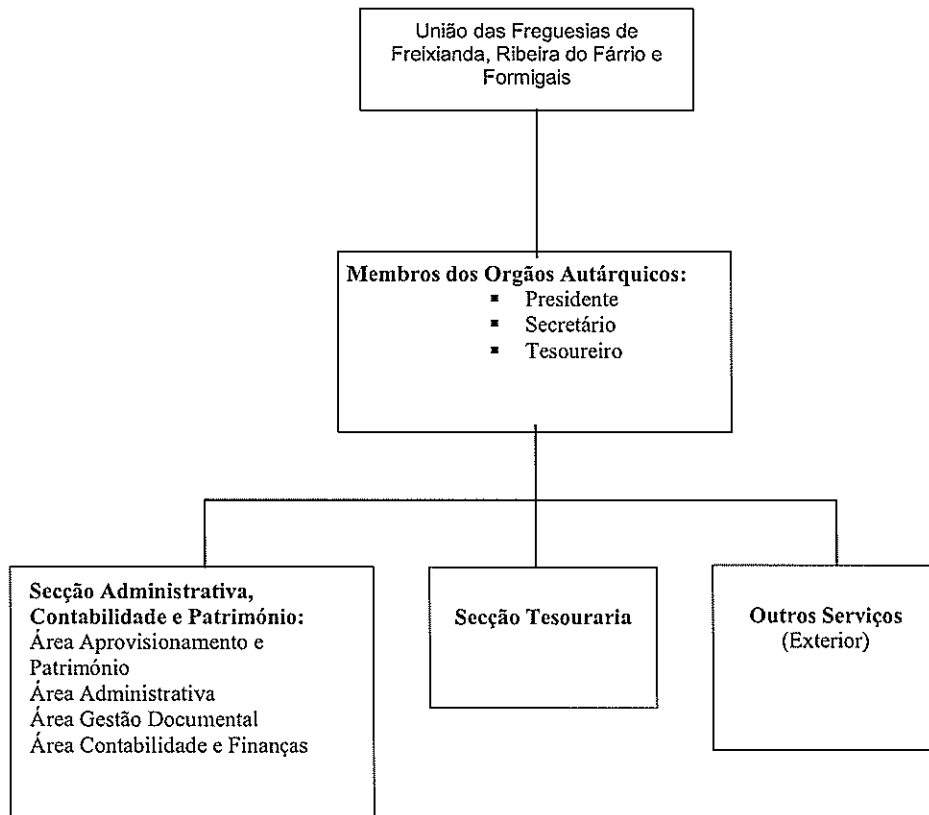 União das Freguesias de
Freixianda, Ribeira do Fárrio e
Formigais
Membros dos Orgãos Autárquicos:
▪ Presidente
▪ Secretário
▪ Tesoureiro
Secção Administrativa,
Contabilidade e Património:
Área Aprovisionamento e
Património
Área Administrativa
Área Gestão Documental
Área Contabilidade e Finanças
Secção Tesouraria
Outros Serviços
(Exterior)